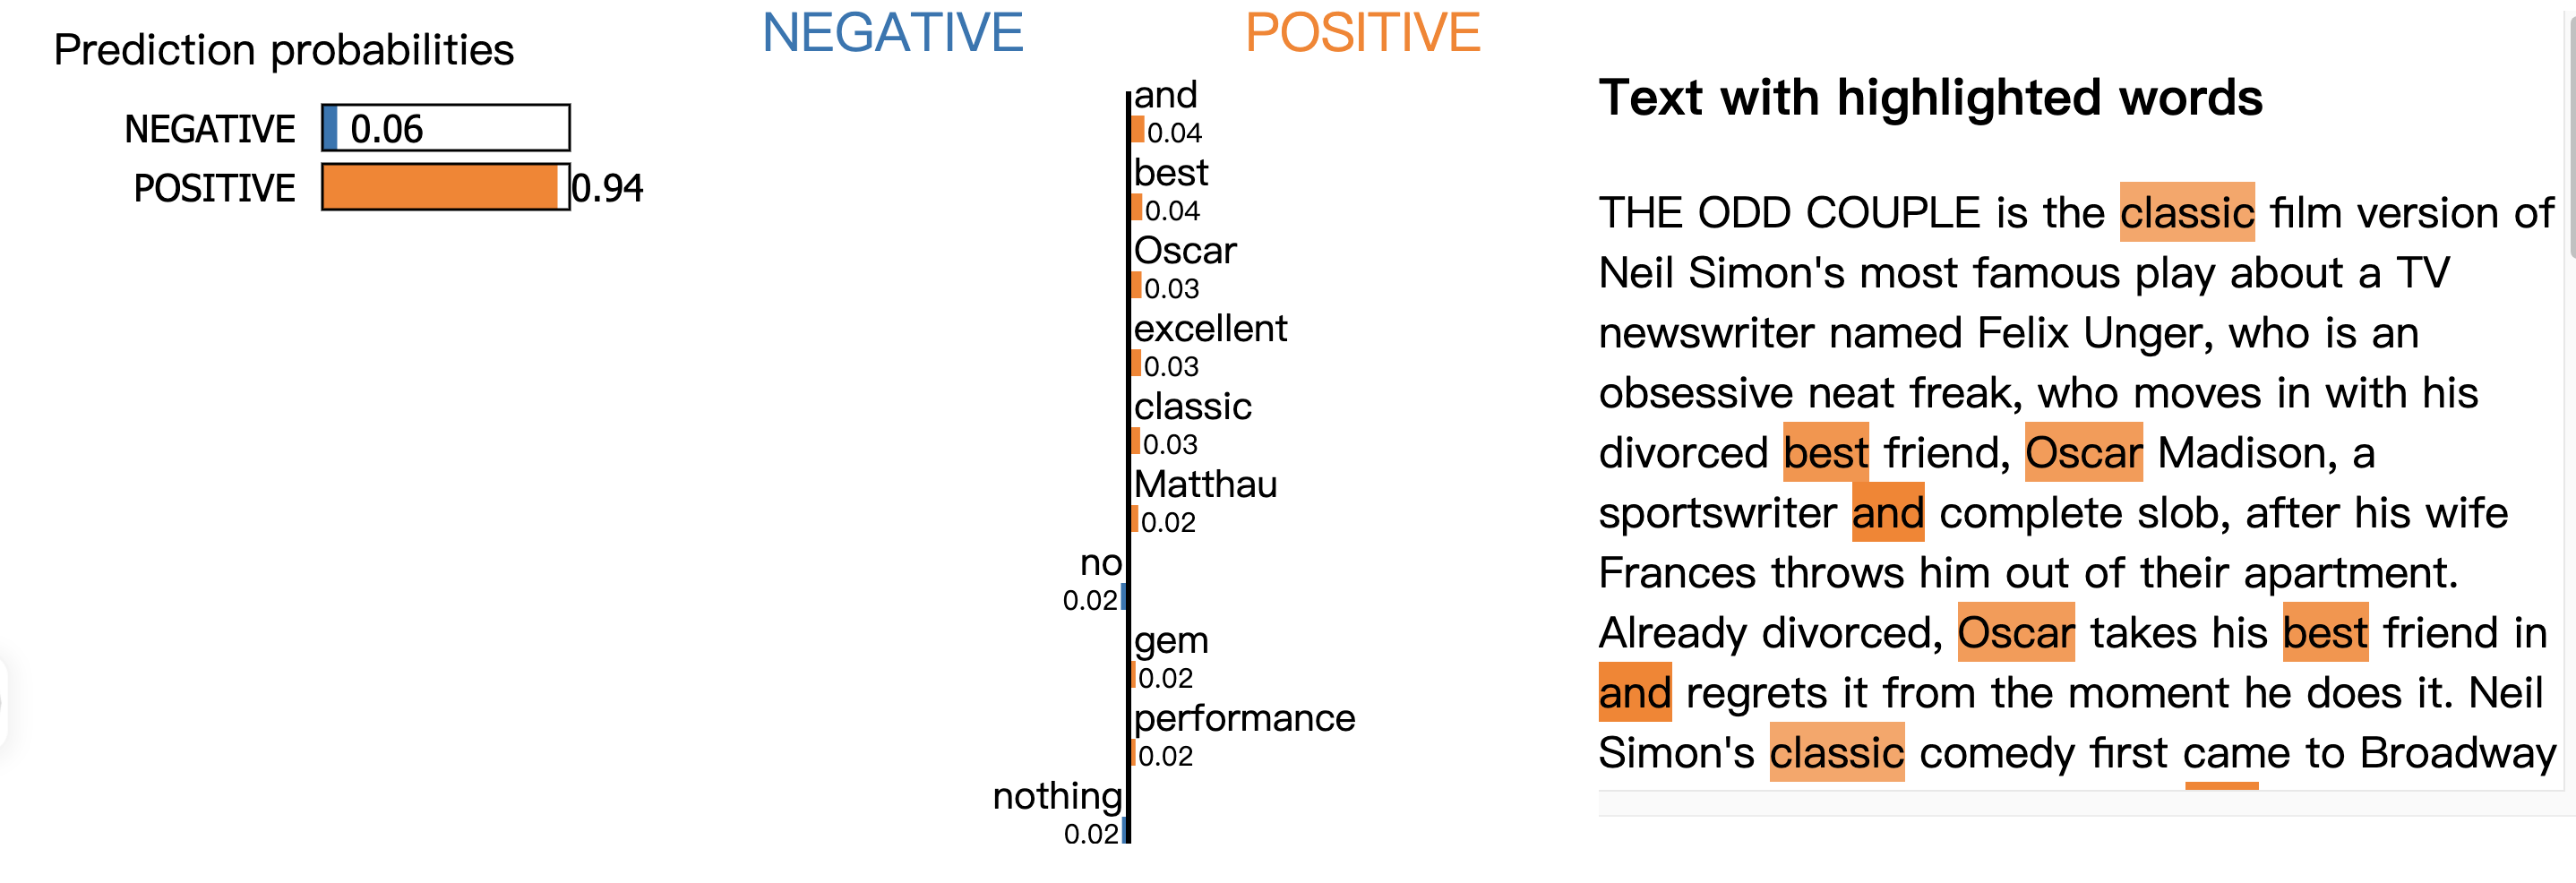 Prediction probabilities
NEGATIVE 0.06
POSITIVE 0.94
NEGATIVE POSITIVE
and
0.04
best
0.04
Oscar
0.03
excellent
0.03
classic
0.03
Matthau
0.02
no
0.02
gem
0.02
performance
0.02
nothing
0.02
Text with highlighted words
THE ODD COUPLE is the classic film version of
Neil Simon's most famous play about a TV
newswriter named Felix Unger, who is an
obsessive neat freak, who moves in with his
divorced best friend, Oscar Madison, a
sportswriter and complete slob, after his wife
Frances throws him out of their apartment.
Already divorced, Oscar takes his best friend in
and regrets it from the moment he does it. Neil
Simon's classic comedy first came to Broadway